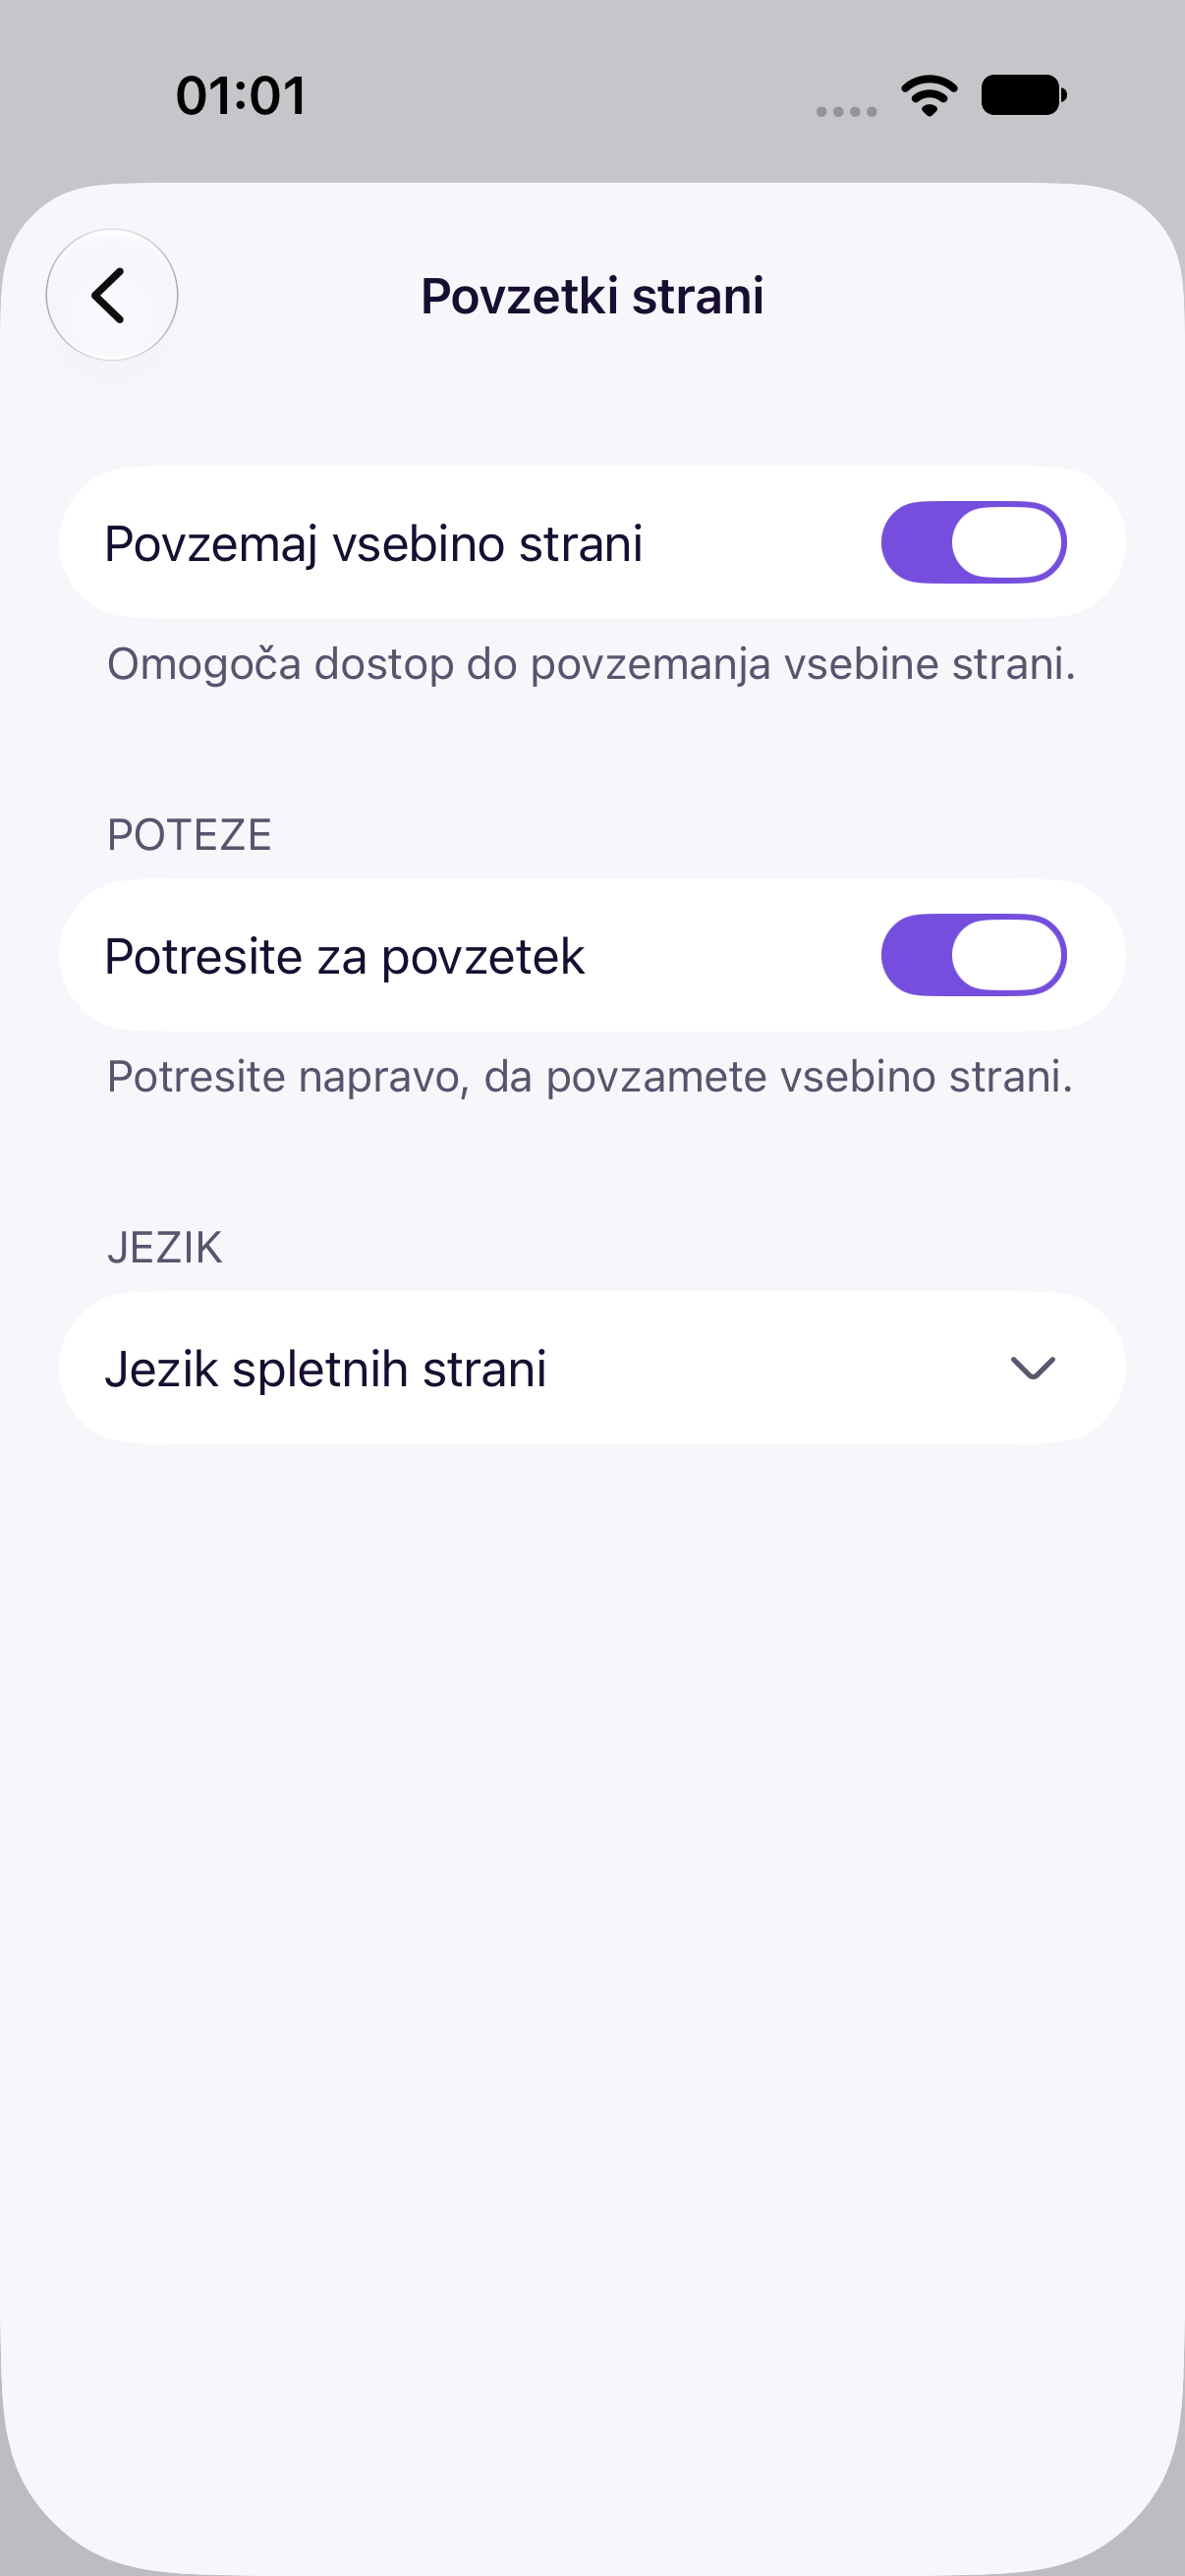 01:01
Povzetki strani
Povzemaj vsebino strani
Omogoča dostop do povzemanja vsebine strani.
POTEZE
Potresite za povzetek
Potresite napravo, da povzamete vsebino strani.
JEZIK
Jezik spletnih strani